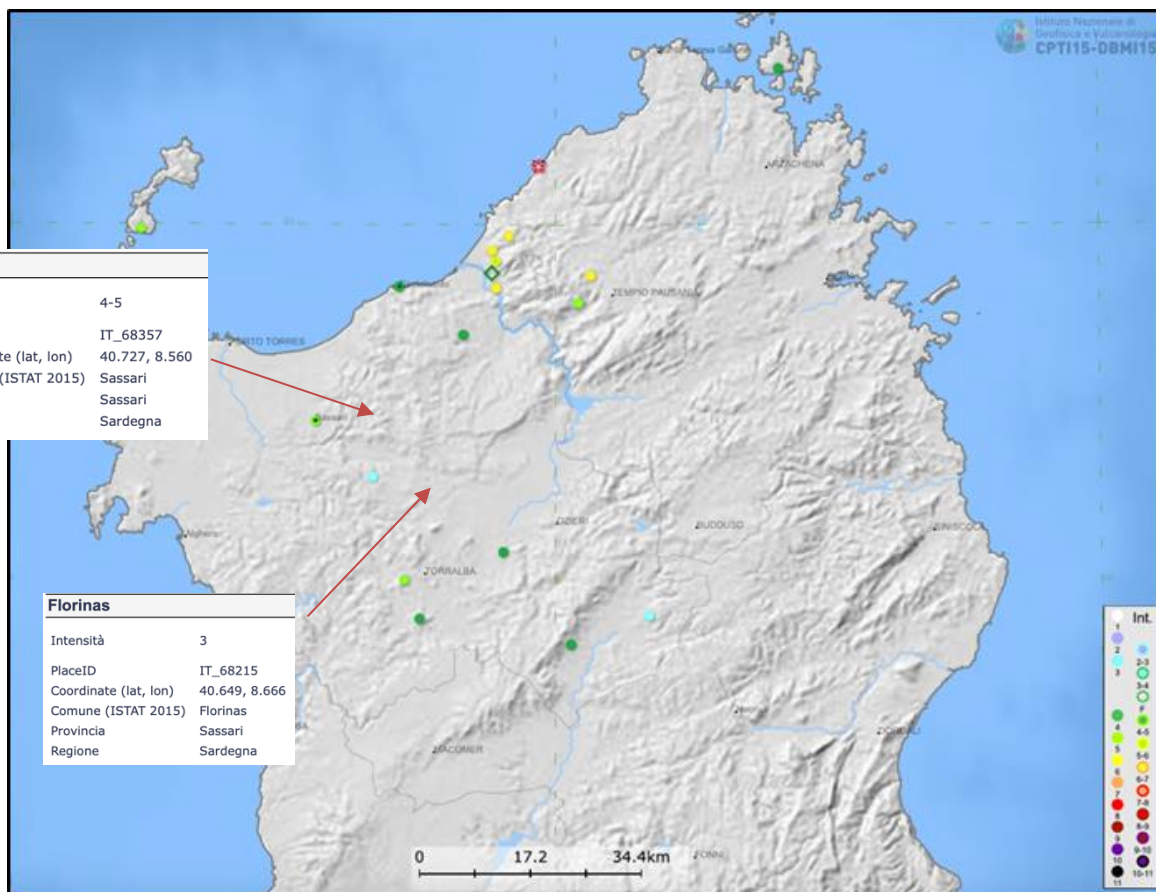 Istituto Nazionale di
Geofisica e Vulcanologia
CPTI15-DBMI15
ARZACHENA
TEMPIO PAUSANIA
4-5
IT_68357
te (lat, lon) 40.727, 8.560
(ISTAT 2015) Sassari
Sassari
Sardegna
TORRES
OZIERI
BUDDUSO
Alghero
TORRALBA
Florinas
Intensità 3
PlaceID IT_68215
Coordinate (lat, lon) 40.649, 8.666
Comune (ISTAT 2015) Florinas
Provincia Sassari
Regione Sardegna
MACOMER
DORGALI
FONNI
0 17.2 34.4km
Int.
1
2
3
4
5
6
7
8
9
10
11
2-3
3-4
F
4-5
5-6
6-7
7-8
8-9
9-10
10-11